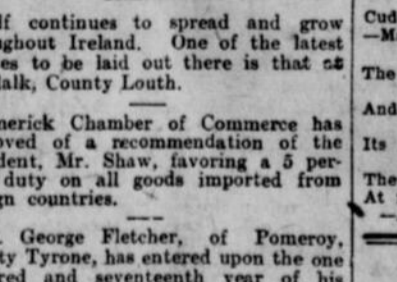 lf continues to spread and grow
ughout Ireland. One of the latest
es to be laid out there is that at
lalk, County Louth.
nerick Chamber of Commerce has
oved of a recommendation of the
dent, Mr. Shaw, favoring a 5 per-
duty on all goods imported from
gn countries.
. George Fletcher, of Pomeroy,
ty Tyrone, has entered upon the one
red and seventeenth year of his
Cud
—M
The
And
Its
The
At